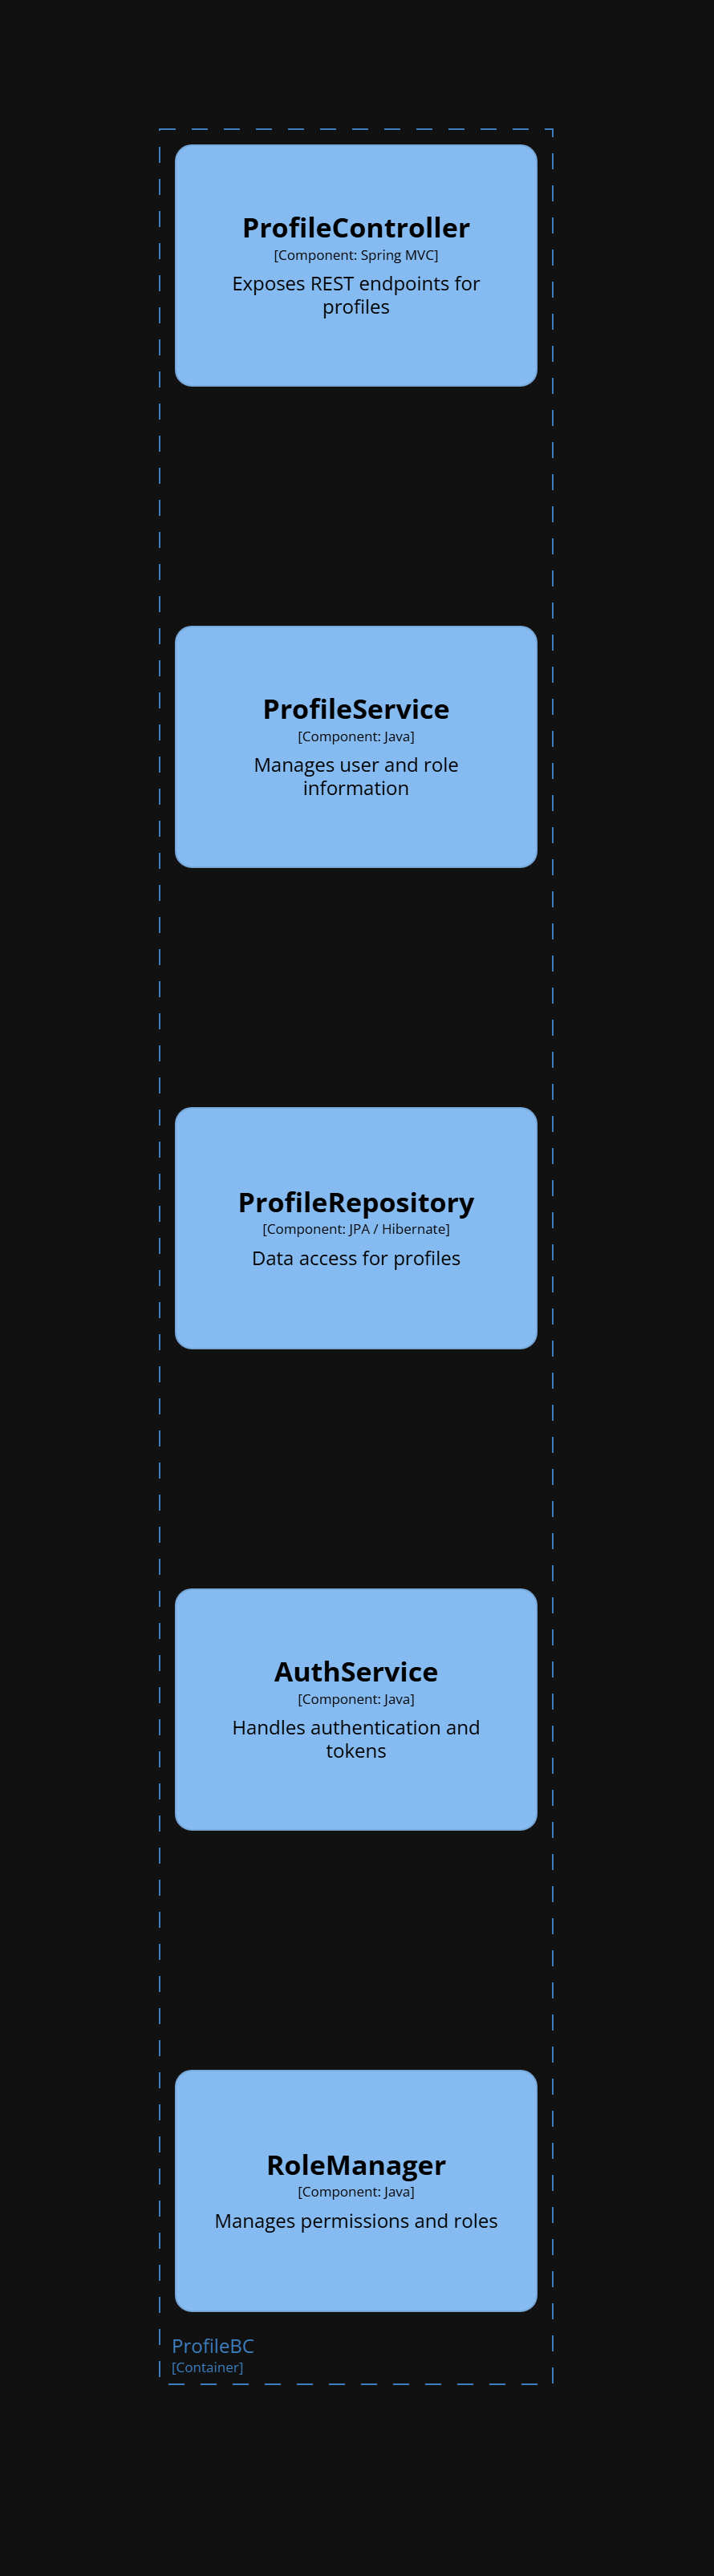 ProfileController
[Component: Spring MVC]
Exposes REST endpoints for
profiles
ProfileService
[Component: Java]
Manages user and role
information
ProfileRepository
[Component: JPA / Hibernate]
Data access for profiles
AuthService
[Component: Java]
Handles authentication and
tokens
RoleManager
[Component: Java]
Manages permissions and roles
ProfileBC
[Container]